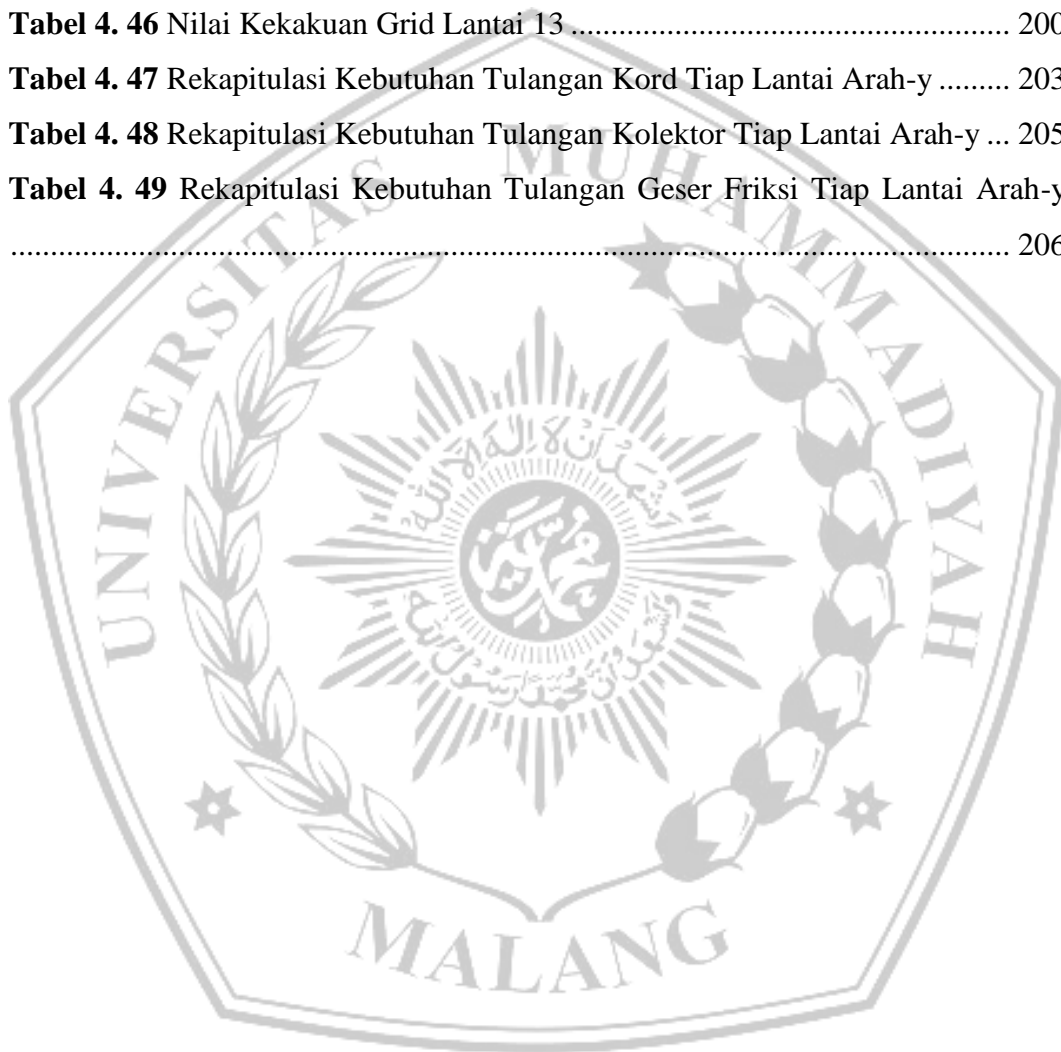 Tabel 4. 46 Nilai Kekakuan Grid Lantai 13 ....................................................... 200
Tabel 4. 47 Rekapitulasi Kebutuhan Tulangan Kord Tiap Lantai Arah-y ......... 203
Tabel 4. 48 Rekapitulasi Kebutuhan Tulangan Kolektor Tiap Lantai Arah-y ... 205
Tabel 4. 49 Rekapitulasi Kebutuhan Tulangan Geser Friksi Tiap Lantai Arah-y
............................................................................................................................. 206
UNIVERSITAS MUHAMMADIYAH
MALANG